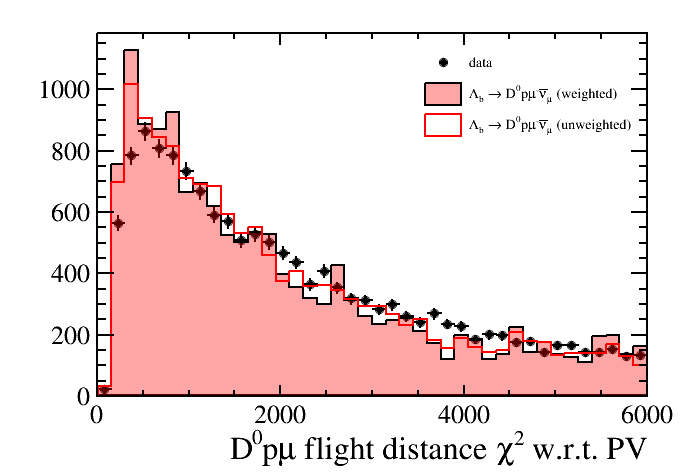 data
Λb → D⁰pμ ν̄μ (weighted)
Λb → D⁰pμ ν̄μ (unweighted)
1000
800
600
400
200
0
0 2000 4000 6000
D⁰pμ flight distance χ² w.r.t. PV